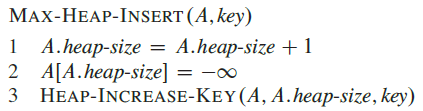 MAX-HEAP-INSERT(A, key)
1 A.heap-size = A.heap-size + 1
2 A[A.heap-size] = -∞
3 HEAP-INCREASE-KEY(A, A.heap-size, key)